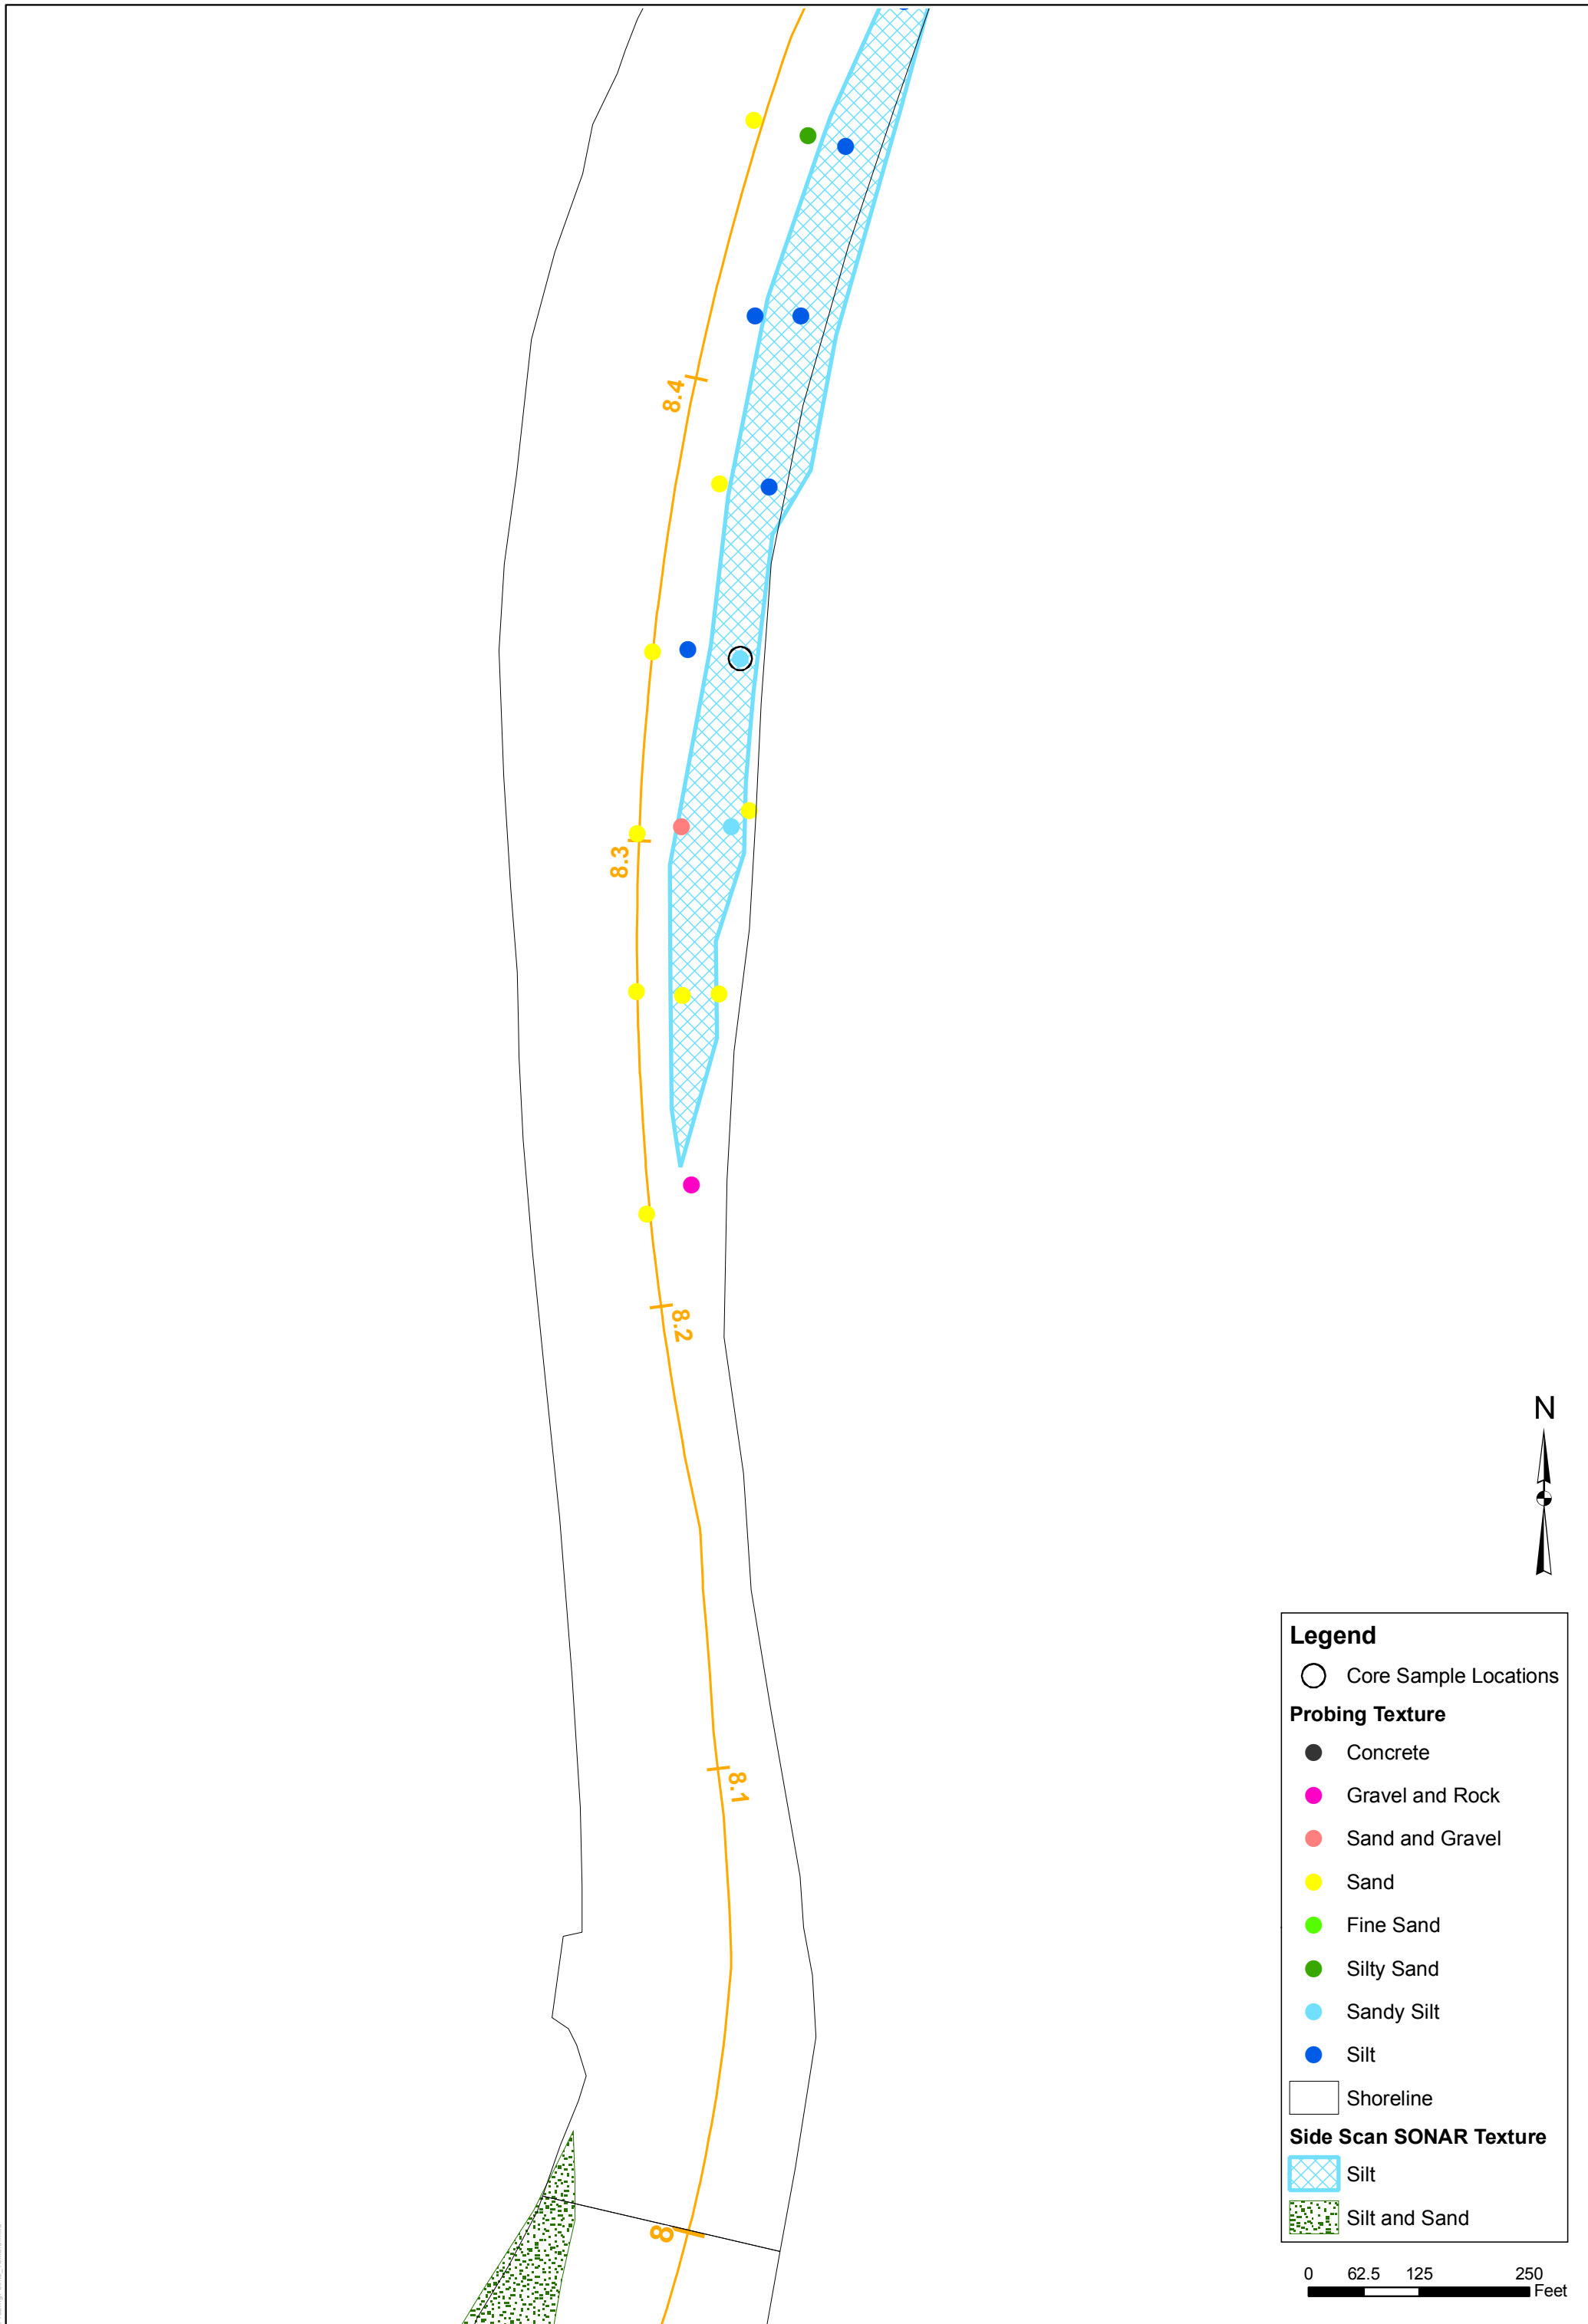 8.4
8.3
8.2
8.1
8
N
Legend
Core Sample Locations
Probing Texture
Concrete
Gravel and Rock
Sand and Gravel
Sand
Fine Sand
Silty Sand
Sandy Silt
Silt
Shoreline
Side Scan SONAR Texture
Silt
Silt and Sand
0 62.5 125 250
Feet